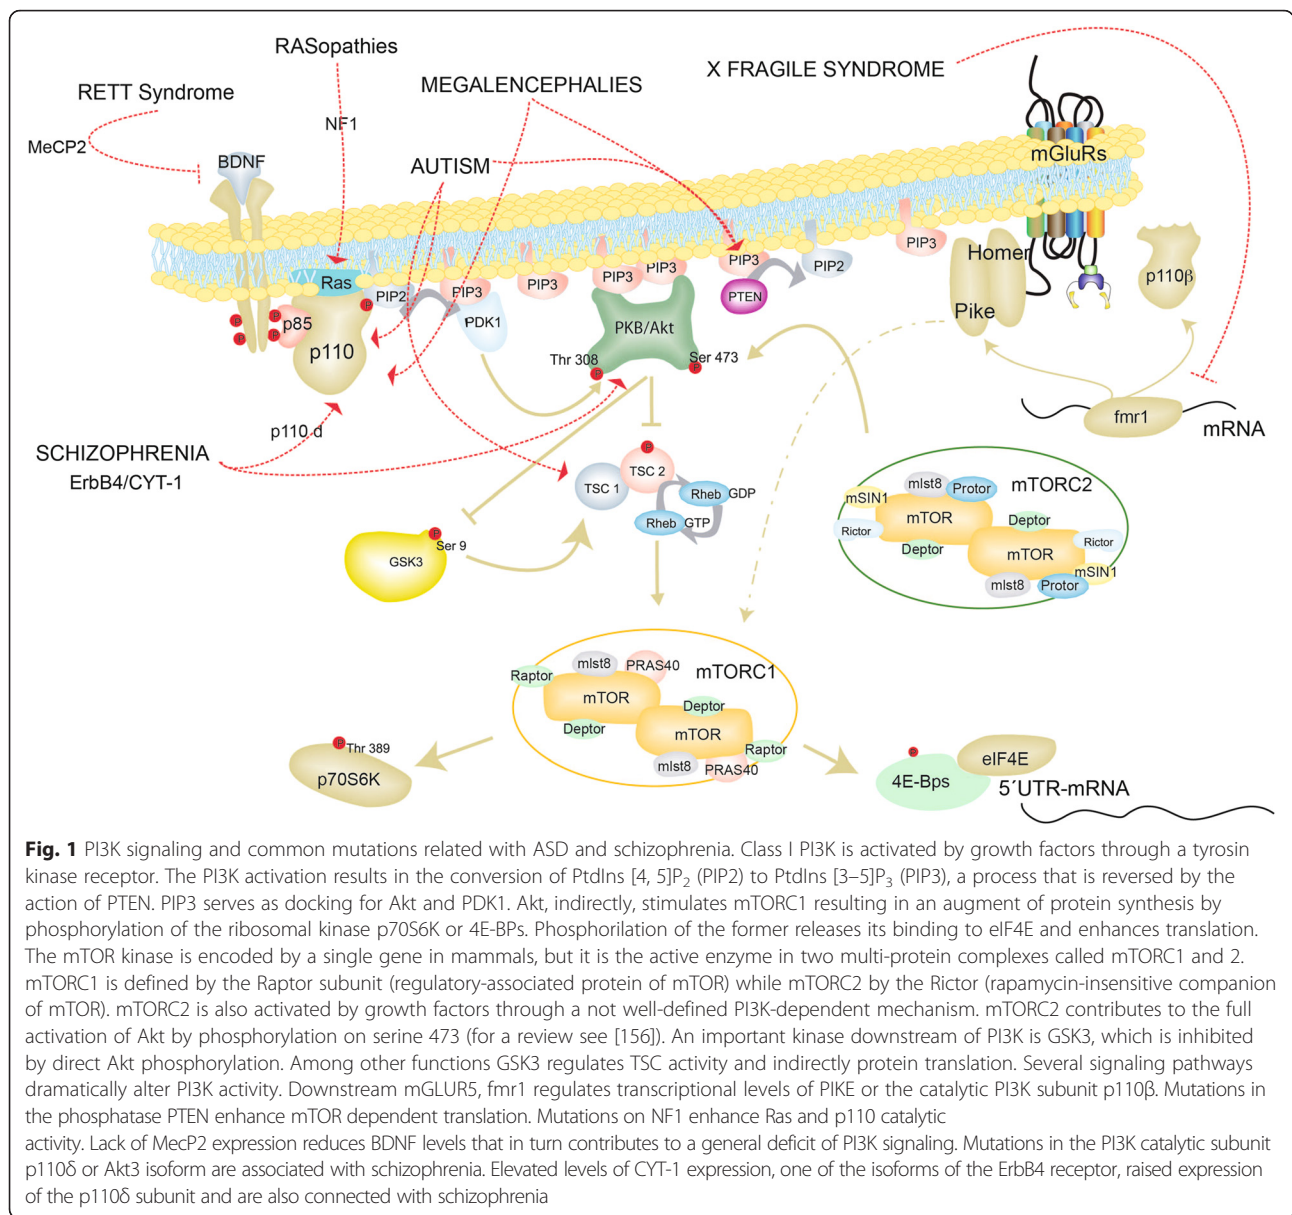 RASopathies
X FRAGILE SYNDROME
MEGALENCEPHALIES
RETT Syndrome
NF1
MeCP2
BDNF
AUTISM
mGluRs
PIP3
Homer
PIP3
PIP3
PIP3
PIP3
PIP2
p110β
Ras
PIP2
PIP3
PTEN
P
p85
P
P
P
P
PDK1
PKB/Akt
Pike
p110
Thr 308
Ser 473
P
P
fmr1
mRNA
p110 d
SCHIZOPHRENIA
ErbB4/CYT-1
P
TSC 2
TSC 1
Rheb GDP
Rheb GTP
mlst8
Protor
mTORC2
mSIN1
mTOR
Deptor
Rictor
Deptor
mTOR
Rictor
mSIN1
mlst8
Protor
P
Ser 9
GSK3
mlst8
PRAS40
mTORC1
Raptor
mTOR
Deptor
Deptor
mTOR
Raptor
mlst8
PRAS40
P
Thr 389
p70S6K
P
4E-Bps
eIF4E
5´UTR-mRNA
Fig. 1 PI3K signaling and common mutations related with ASD and schizophrenia. Class I PI3K is activated by growth factors through a tyrosin
kinase receptor. The PI3K activation results in the conversion of PtdIns [4, 5]P2 (PIP2) to PtdIns [3–5]P3 (PIP3), a process that is reversed by the
action of PTEN. PIP3 serves as docking for Akt and PDK1. Akt, indirectly, stimulates mTORC1 resulting in an augment of protein synthesis by
phosphorylation of the ribosomal kinase p70S6K or 4E-BPs. Phosphorilation of the former releases its binding to eIF4E and enhances translation.
The mTOR kinase is encoded by a single gene in mammals, but it is the active enzyme in two multi-protein complexes called mTORC1 and 2.
mTORC1 is defined by the Raptor subunit (regulatory-associated protein of mTOR) while mTORC2 by the Rictor (rapamycin-insensitive companion
of mTOR). mTORC2 is also activated by growth factors through a not well-defined PI3K-dependent mechanism. mTORC2 contributes to the full
activation of Akt by phosphorylation on serine 473 (for a review see [156]). An important kinase downstream of PI3K is GSK3, which is inhibited
by direct Akt phosphorylation. Among other functions GSK3 regulates TSC activity and indirectly protein translation. Several signaling pathways
dramatically alter PI3K activity. Downstream mGLUR5, fmr1 regulates transcriptional levels of PIKE or the catalytic PI3K subunit p110β. Mutations in
the phosphatase PTEN enhance mTOR dependent translation. Mutations on NF1 enhance Ras and p110 catalytic
activity. Lack of MecP2 expression reduces BDNF levels that in turn contributes to a general deficit of PI3K signaling. Mutations in the PI3K catalytic subunit
p110δ or Akt3 isoform are associated with schizophrenia. Elevated levels of CYT-1 expression, one of the isoforms of the ErbB4 receptor, raised expression
of the p110δ subunit and are also connected with schizophrenia